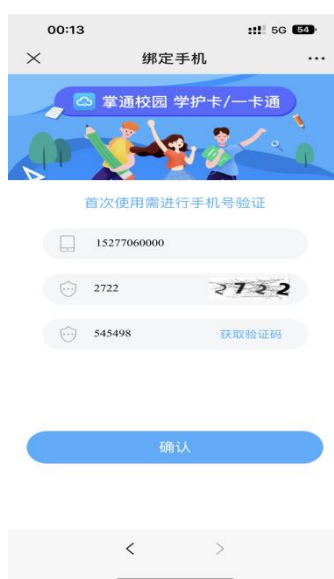 00:13
5G 54
绑定手机
掌通校园 学护卡/一卡通
首次使用需进行手机号验证
15277060000
2722 2722
545498 获取验证码
确认